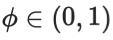 ϕ ∈ (0, 1)